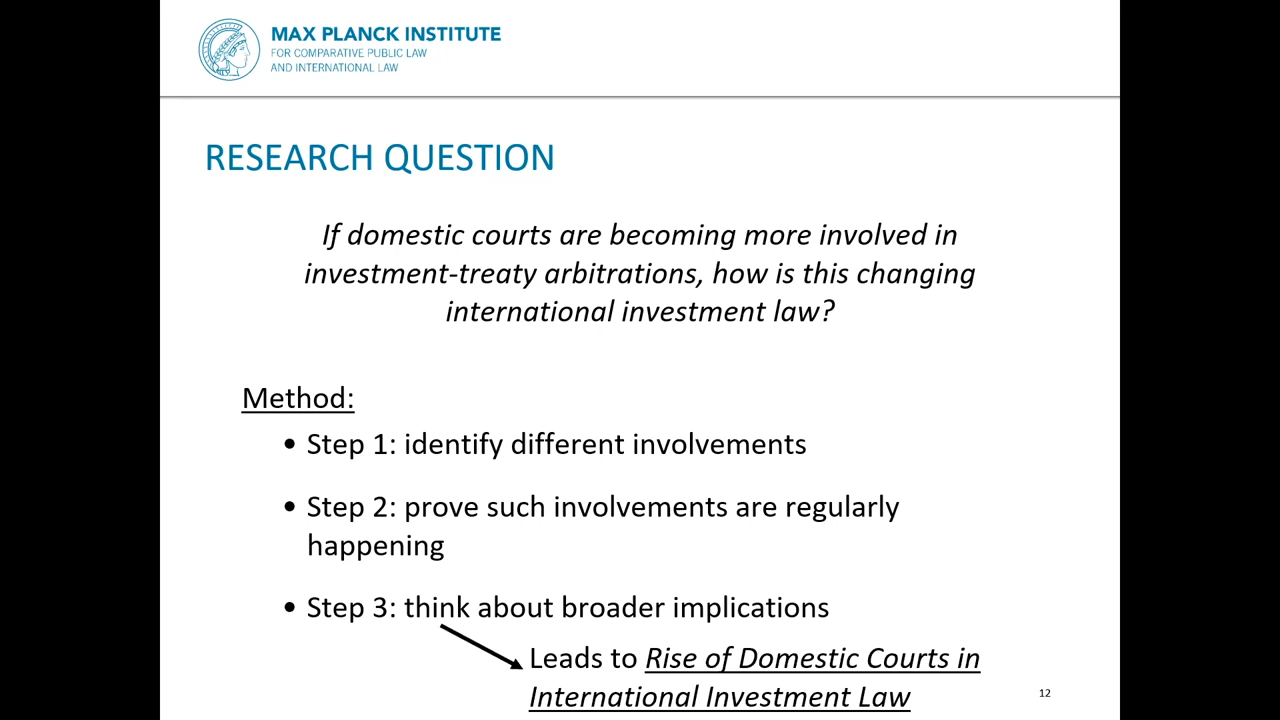 MAX PLANCK INSTITUTE
FOR COMPARATIVE PUBLIC LAW
AND INTERNATIONAL LAW
RESEARCH QUESTION
If domestic courts are becoming more involved in
investment-treaty arbitrations, how is this changing
international investment law?
Method:
• Step 1: identify different involvements
• Step 2: prove such involvements are regularly
happening
• Step 3: think about broader implications
Leads to Rise of Domestic Courts in
International Investment Law
12